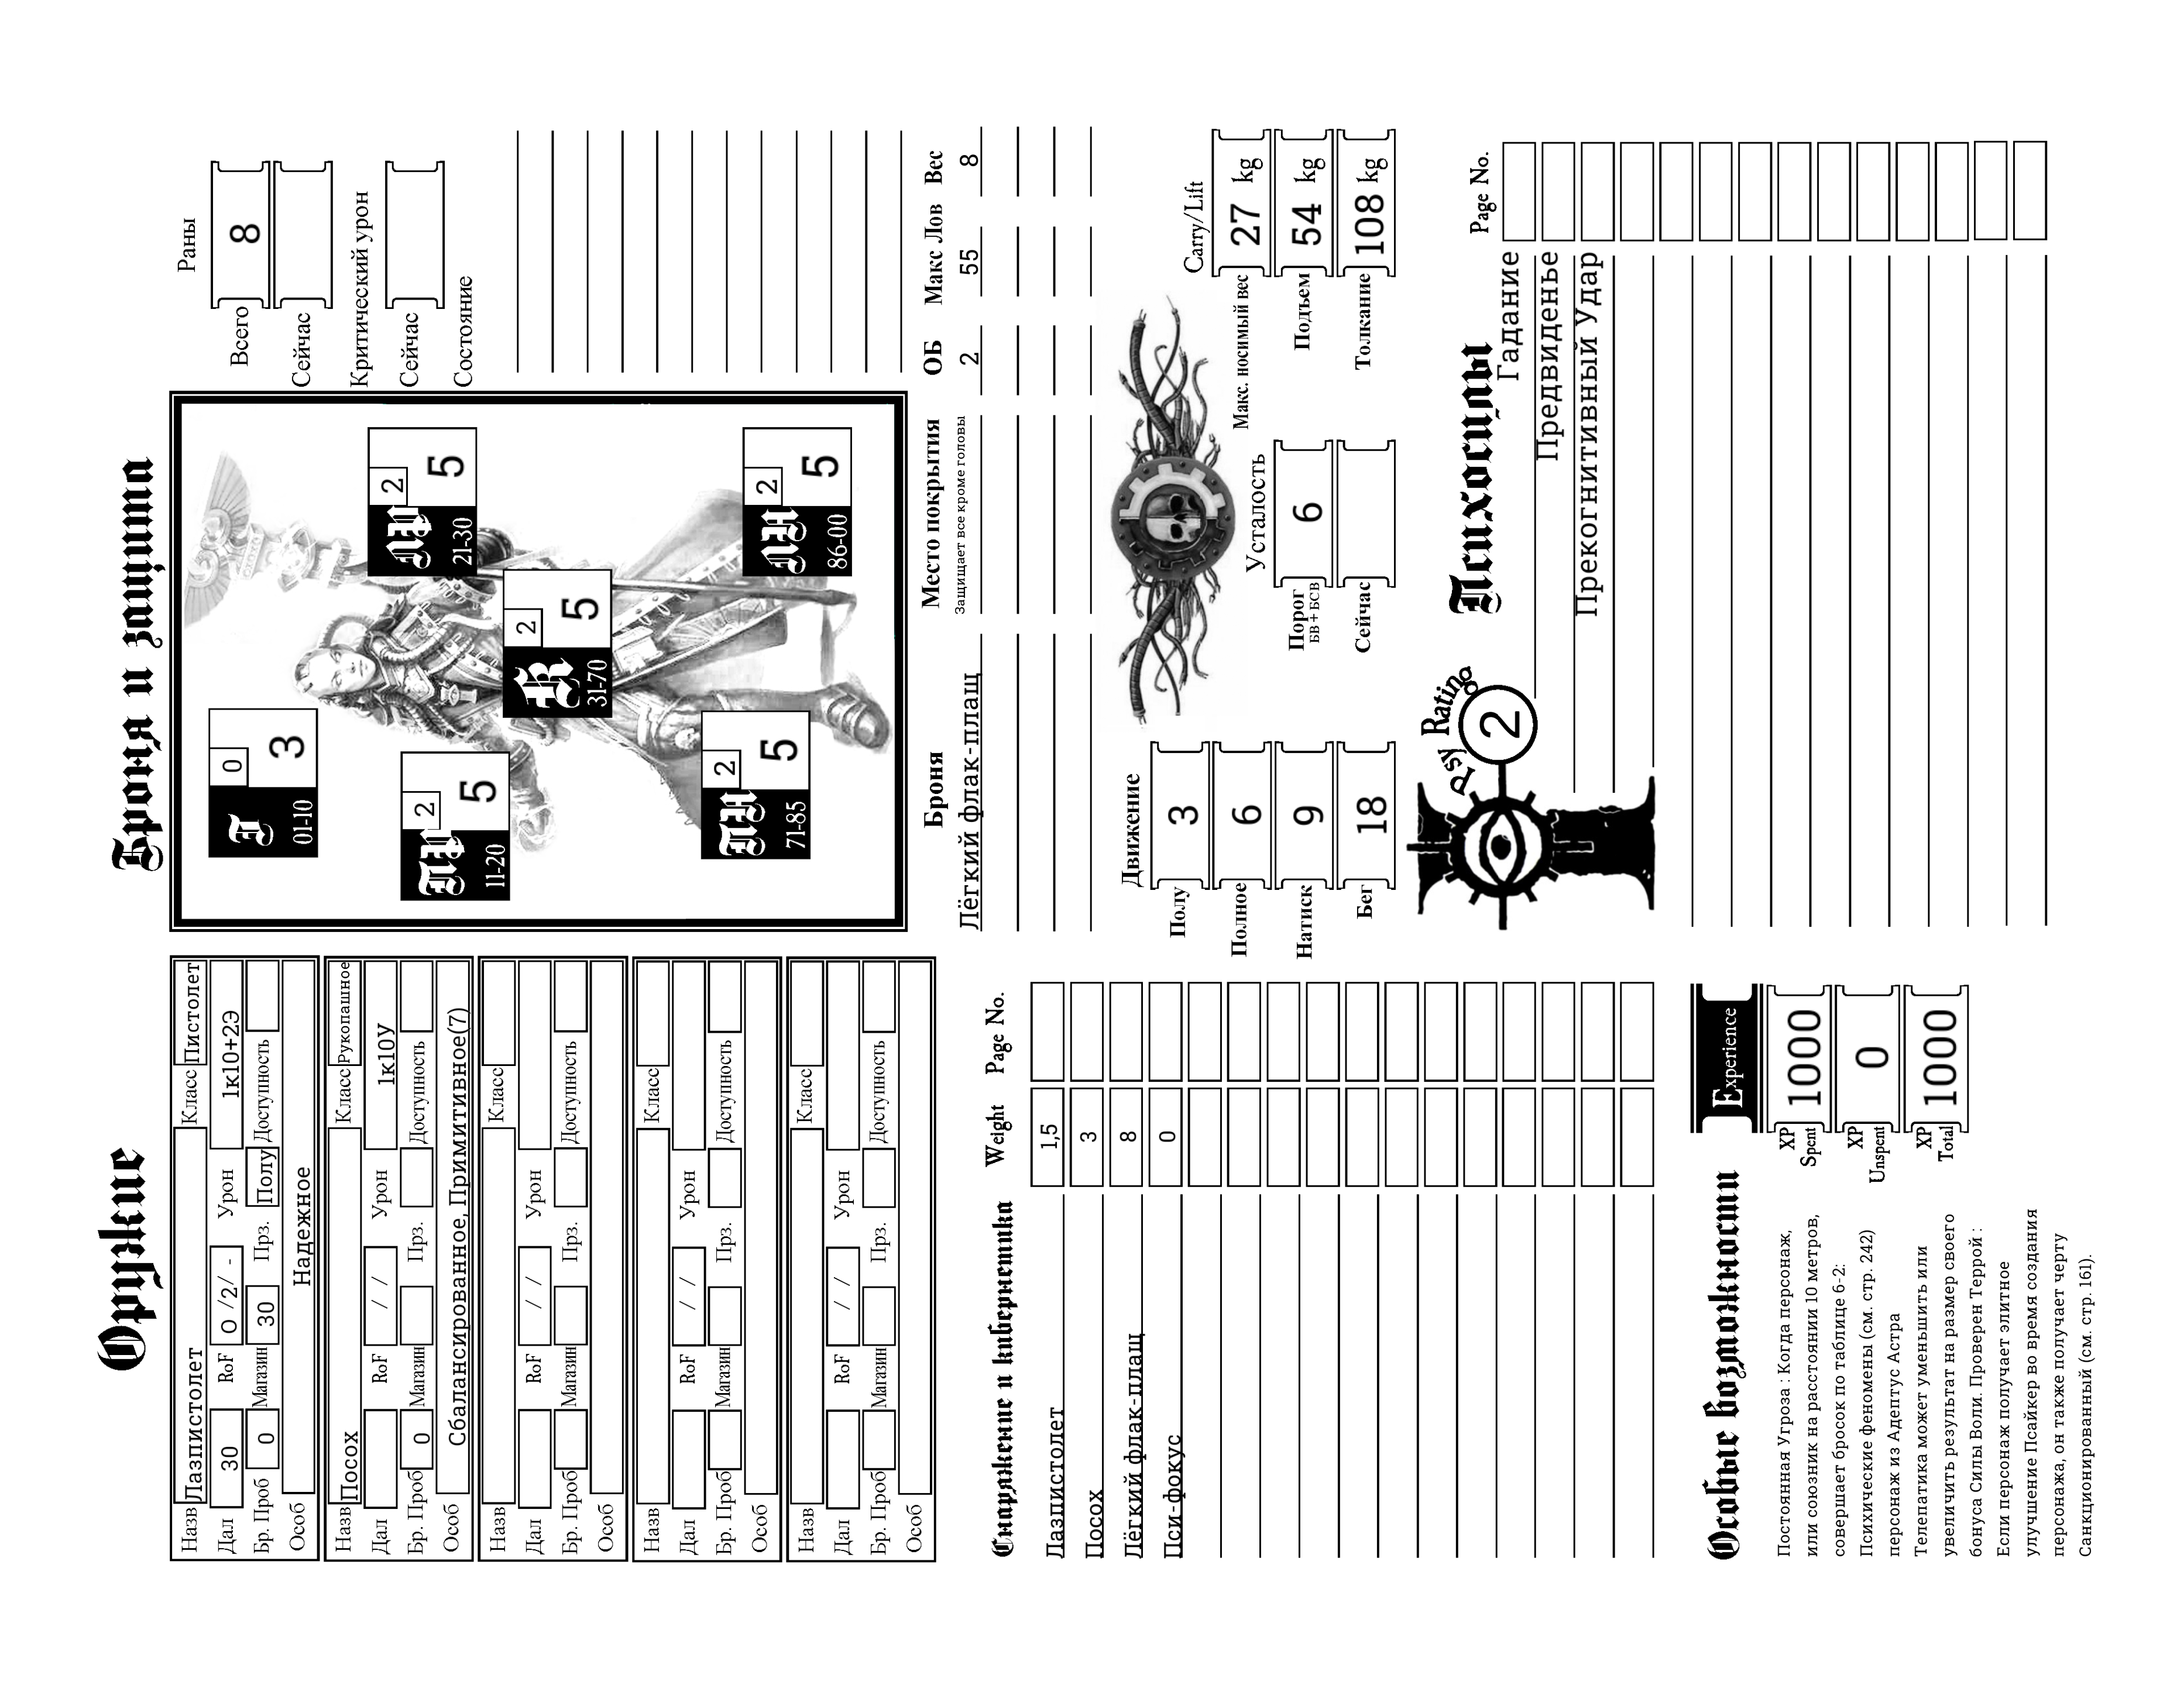 Оружие
Назв Лазпистолет Класс Пистолет
Дал 30 RoF О /2/ - Урон 1к10+2Э
Бр. Проб 0 Магазин 30 Прз. Полу Доступность
Особ Надежное
Назв Посох Класс Рукопашное
Дал RoF / / Урон 1к10У
Бр. Проб 0 Магазин Прз. Доступность
Особ Сбалансированное, Примитивное(7)
Назв Класс
Дал RoF / / Урон
Бр. Проб Магазин Прз. Доступность
Особ
Назв Класс
Дал RoF / / Урон
Бр. Проб Магазин Прз. Доступность
Особ
Назв Класс
Дал RoF / / Урон
Бр. Проб Магазин Прз. Доступность
Особ
Снаряжение и кибернетика Weight Page No.
Лазпистолет 1,5
Посох 3
Лёгкий флак-плащ 8
Пси-фокус 0
Особые возможности
Постоянная Угроза : Когда персонаж,
или союзник на расстоянии 10 метров,
совершает бросок по таблице 6-2:
Психические феномены (см. стр. 242)
персонаж из Адептус Астра
Телепатика может уменьшить или
увеличить результат на размер своего
бонуса Силы Воли. Проверен Террой :
Если персонаж получает элитное
улучшение Псайкер во время создания
персонажа, он также получает черту
Санкционированный (см. стр. 161).
Experience
XP Spent 1000
XP Unspent 0
XP Total 1000
Броня и защита
01-10 0 3
11-20 2 5
21-30 2 5
31-70 2 5
71-85 2 5
86-00 2 5
Раны
Всего 8
Сейчас
Критический урон
Сейчас
Состояние
Броня Место покрытия ОБ Макс Лов Вес
Лёгкий флак-плащ Защищает все кроме головы 2 55 8
Движение
Полу 3
Полное 6
Натиск 9
Бег 18
Усталость
Порог 6
БВ + БСВ
Сейчас
Carry/Lift
Макс. носимый вес 27 kg
Подъем 54 kg
Толкание 108 kg
Psy Rating
2
Психосилы Page No.
Гадание
Предвиденье
Прекогнитивный Удар